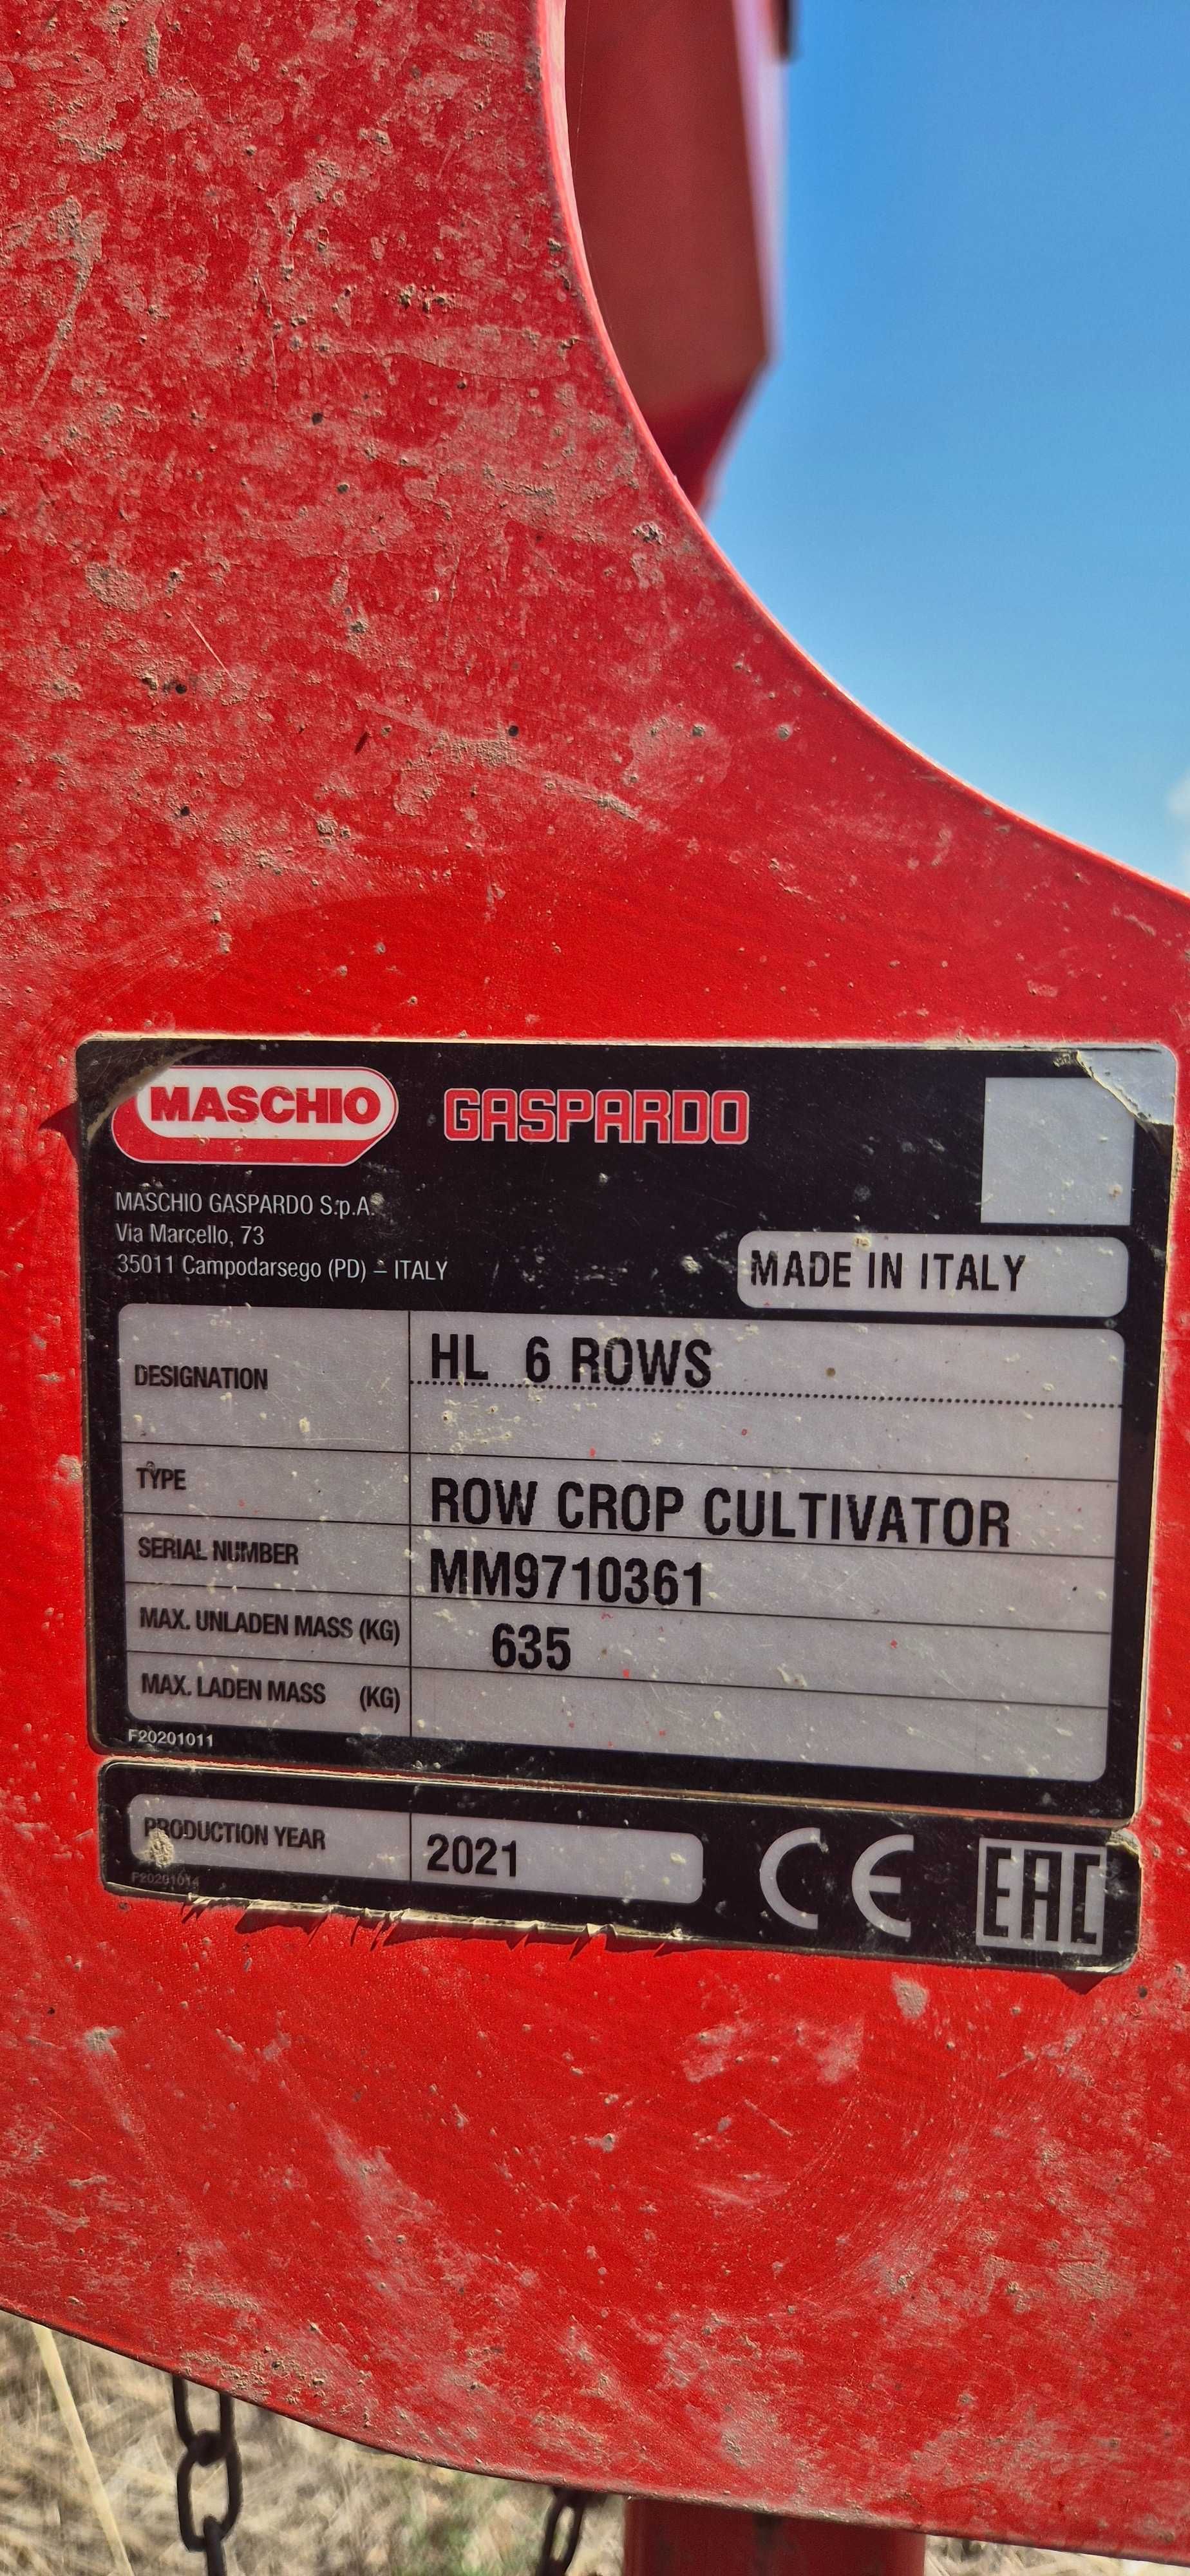 MASCHIO GASPARDO
MASCHIO GASPARDO S.p.A.
Via Marcello, 73
35011 Campodarsego (PD) – ITALY
MADE IN ITALY
DESIGNATION HL 6 ROWS
TYPE ROW CROP CULTIVATOR
SERIAL NUMBER MM9710361
MAX. UNLADEN MASS (KG) 635
MAX. LADEN MASS (KG)
F20201011
PRODUCTION YEAR 2021 CE EAC
F20201014